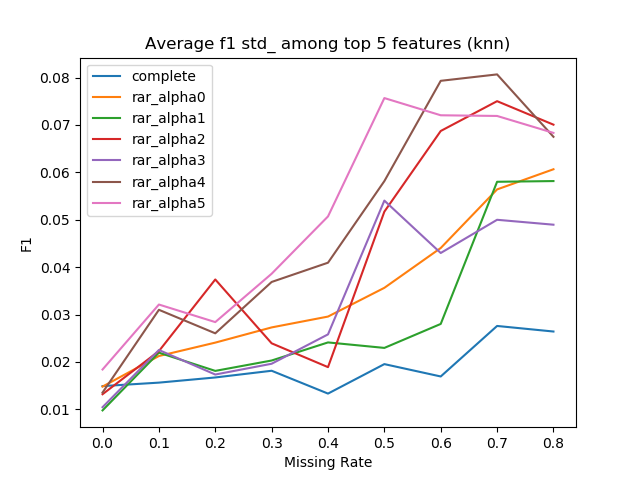 Average f1 std_ among top 5 features (knn)
complete
rar_alpha0
rar_alpha1
rar_alpha2
rar_alpha3
rar_alpha4
rar_alpha5
F1
0.08
0.07
0.06
0.05
0.04
0.03
0.02
0.01
0.0 0.1 0.2 0.3 0.4 0.5 0.6 0.7 0.8
Missing Rate